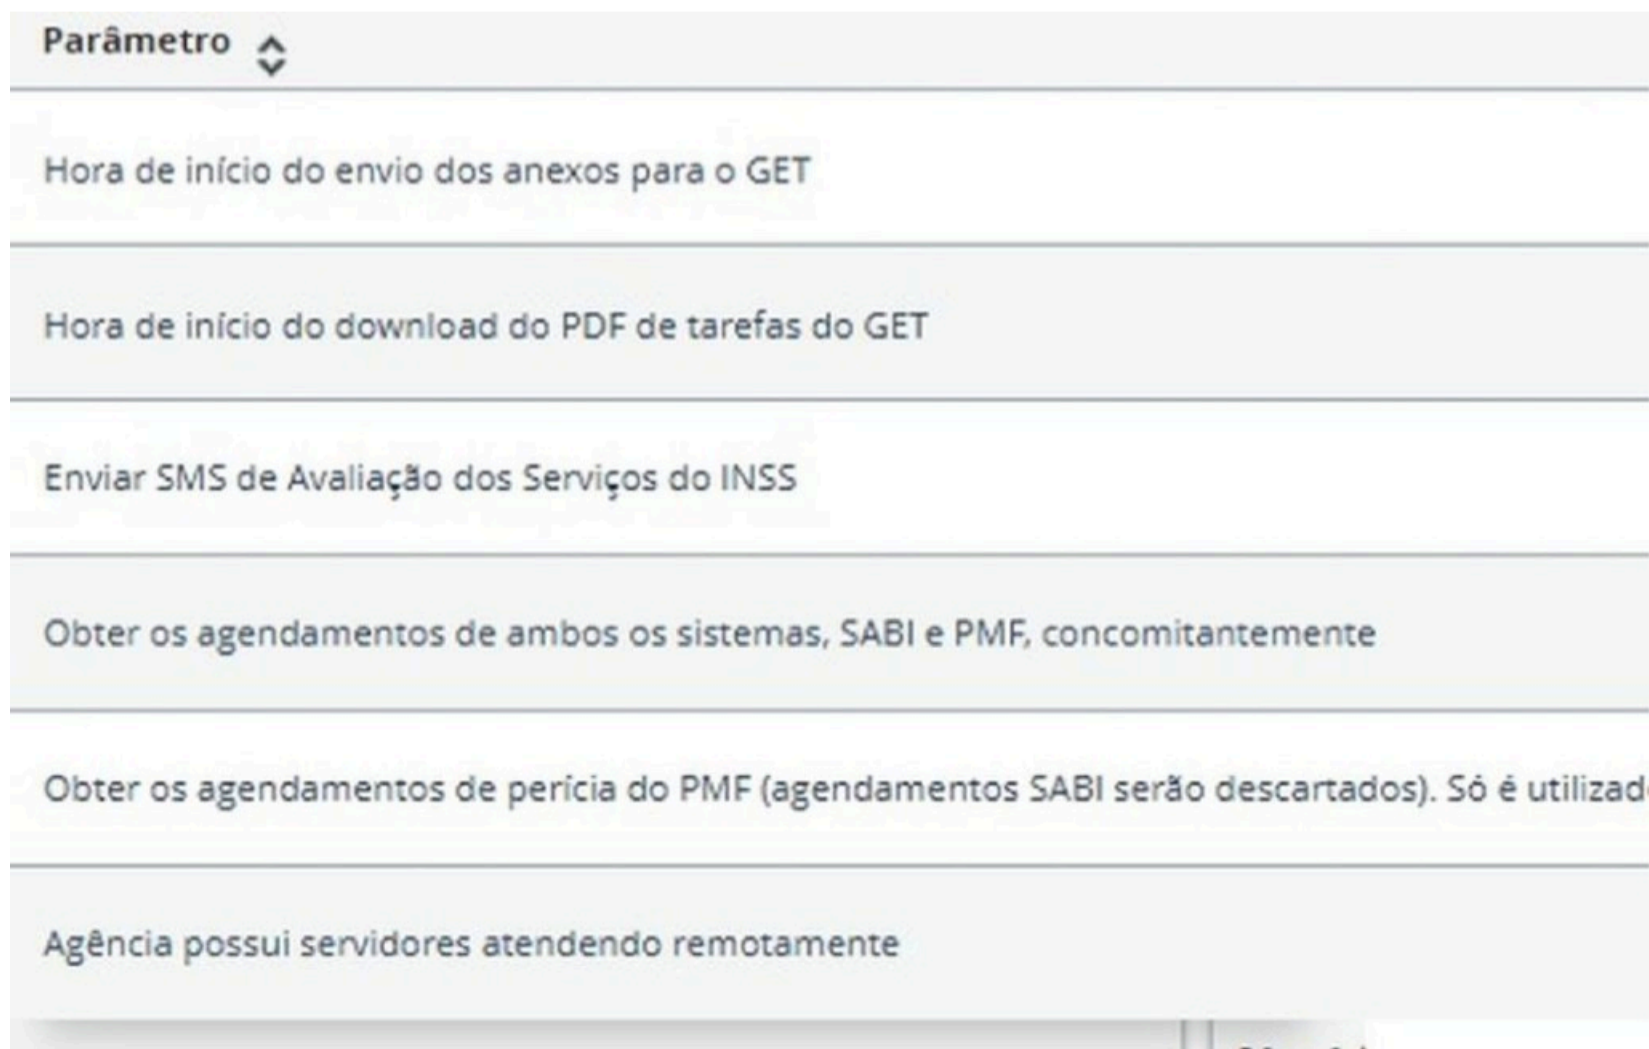 Parâmetro
Hora de início do envio dos anexos para o GET
Hora de início do download do PDF de tarefas do GET
Enviar SMS de Avaliação dos Serviços do INSS
Obter os agendamentos de ambos os sistemas, SABI e PMF, concomitantemente
Obter os agendamentos de perícia do PMF (agendamentos SABI serão descartados). Só é
Agência possui servidores atendendo remotamente